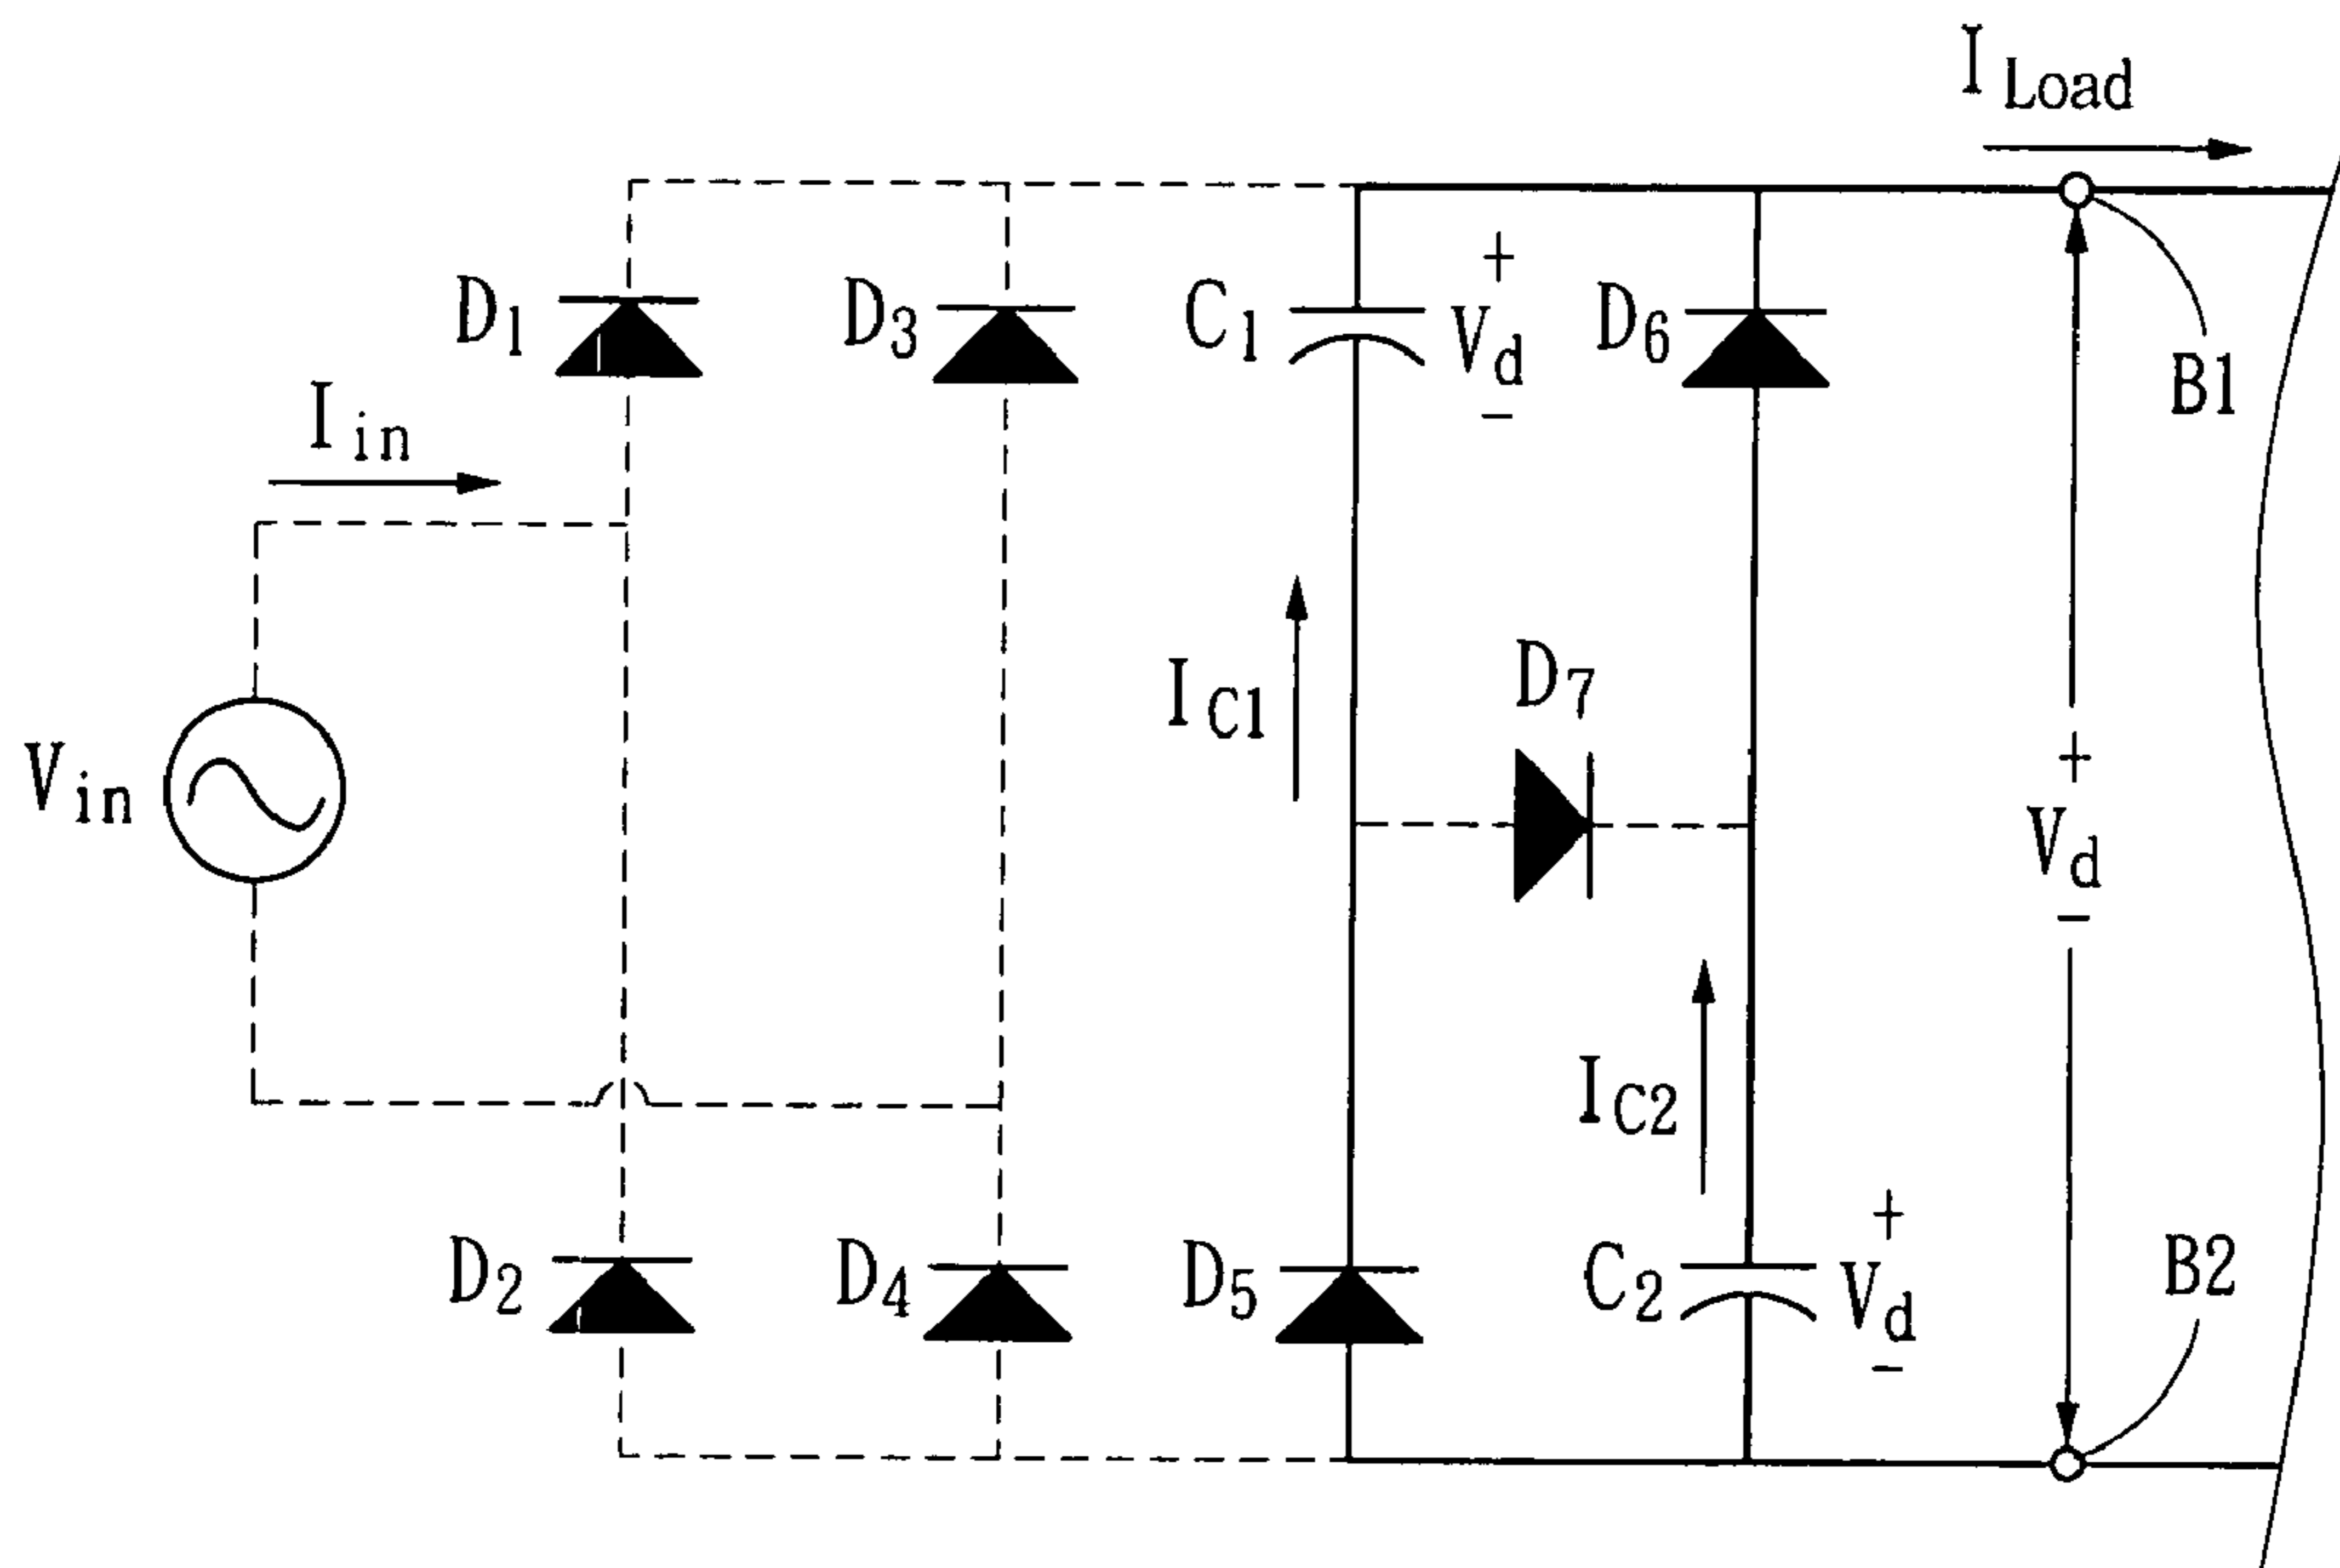 I Load
D1
D3
C1
+
Vd
−
D6
B1
Iin
IC1
D7
Vin
+
Vd
−
IC2
D2
D4
D5
C2
+
Vd
−
B2